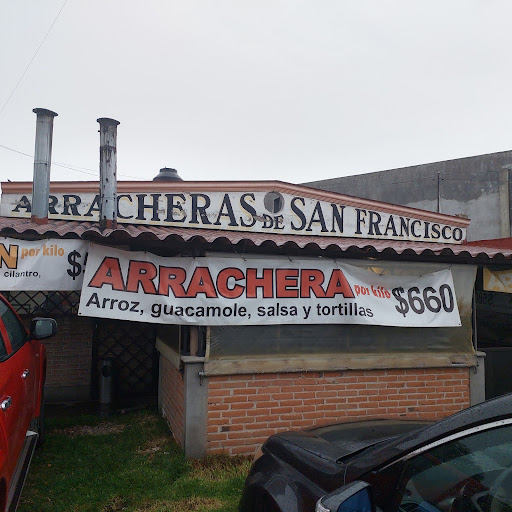 ARRACHERAS DE SAN FRANCISCO
N por kilo
cilantro,
$
ARRACHERA por kilo $660
Arroz, guacamole, salsa y tortillas